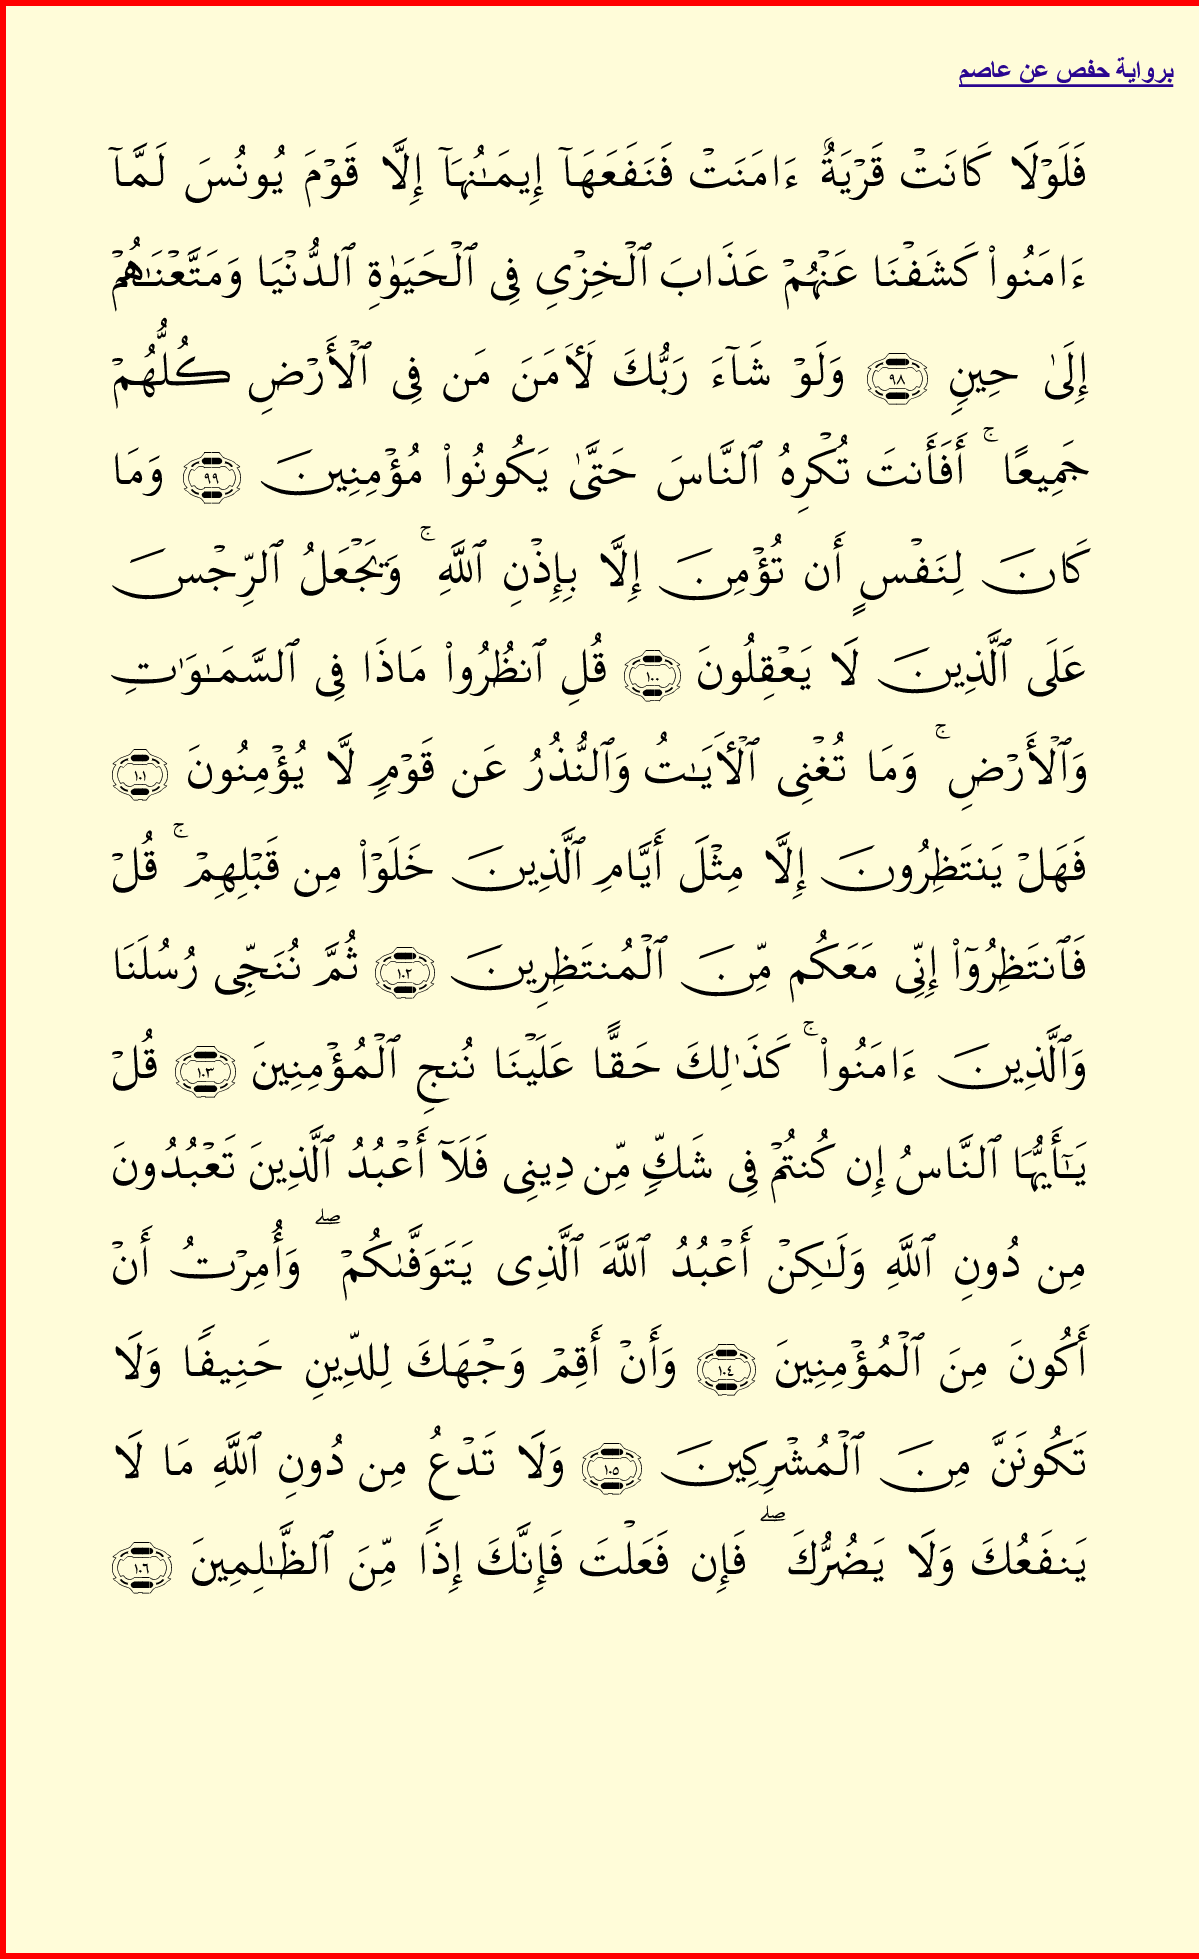 برواية حفص عن عاصم
فَلَوۡلَا كَانَتۡ قَرۡيَةٌ ءَامَنَتۡ فَنَفَعَهَآ إِيمَٰنُهَآ إِلَّا قَوۡمَ يُونُسَ لَمَّآ
ءَامَنُواْ كَشَفۡنَا عَنۡهُمۡ عَذَابَ ٱلۡخِزۡيِ فِي ٱلۡحَيَوٰةِ ٱلدُّنۡيَا وَمَتَّعۡنَٰهُمۡ
إِلَىٰ حِينٖ ٩٨ وَلَوۡ شَآءَ رَبُّكَ لَأٓمَنَ مَن فِي ٱلۡأَرۡضِ كُلُّهُمۡ
جَمِيعًاۚ أَفَأَنتَ تُكۡرِهُ ٱلنَّاسَ حَتَّىٰ يَكُونُواْ مُؤۡمِنِينَ ٩٩ وَمَا
كَانَ لِنَفۡسٍ أَن تُؤۡمِنَ إِلَّا بِإِذۡنِ ٱللَّهِۚ وَيَجۡعَلُ ٱلرِّجۡسَ
عَلَى ٱلَّذِينَ لَا يَعۡقِلُونَ ١٠٠ قُلِ ٱنظُرُواْ مَاذَا فِي ٱلسَّمَٰوَٰتِ
وَٱلۡأَرۡضِۚ وَمَا تُغۡنِي ٱلۡأٓيَٰتُ وَٱلنُّذُرُ عَن قَوۡمٖ لَّا يُؤۡمِنُونَ ١٠١
فَهَلۡ يَنتَظِرُونَ إِلَّا مِثۡلَ أَيَّامِ ٱلَّذِينَ خَلَوۡاْ مِن قَبۡلِهِمۡۚ قُلۡ
فَٱنتَظِرُوٓاْ إِنِّي مَعَكُم مِّنَ ٱلۡمُنتَظِرِينَ ١٠٢ ثُمَّ نُنَجِّي رُسُلَنَا
وَٱلَّذِينَ ءَامَنُواْۚ كَذَٰلِكَ حَقًّا عَلَيۡنَا نُنجِ ٱلۡمُؤۡمِنِينَ ١٠٣ قُلۡ
يَٰٓأَيُّهَا ٱلنَّاسُ إِن كُنتُمۡ فِي شَكّٖ مِّن دِينِي فَلَآ أَعۡبُدُ ٱلَّذِينَ تَعۡبُدُونَ
مِن دُونِ ٱللَّهِ وَلَٰكِنۡ أَعۡبُدُ ٱللَّهَ ٱلَّذِي يَتَوَفَّىٰكُمۡۖ وَأُمِرۡتُ أَنۡ
أَكُونَ مِنَ ٱلۡمُؤۡمِنِينَ ١٠٤ وَأَنۡ أَقِمۡ وَجۡهَكَ لِلدِّينِ حَنِيفٗا وَلَا
تَكُونَنَّ مِنَ ٱلۡمُشۡرِكِينَ ١٠٥ وَلَا تَدۡعُ مِن دُونِ ٱللَّهِ مَا لَا
يَنفَعُكَ وَلَا يَضُرُّكَۖ فَإِن فَعَلۡتَ فَإِنَّكَ إِذٗا مِّنَ ٱلظَّٰلِمِينَ ١٠٦